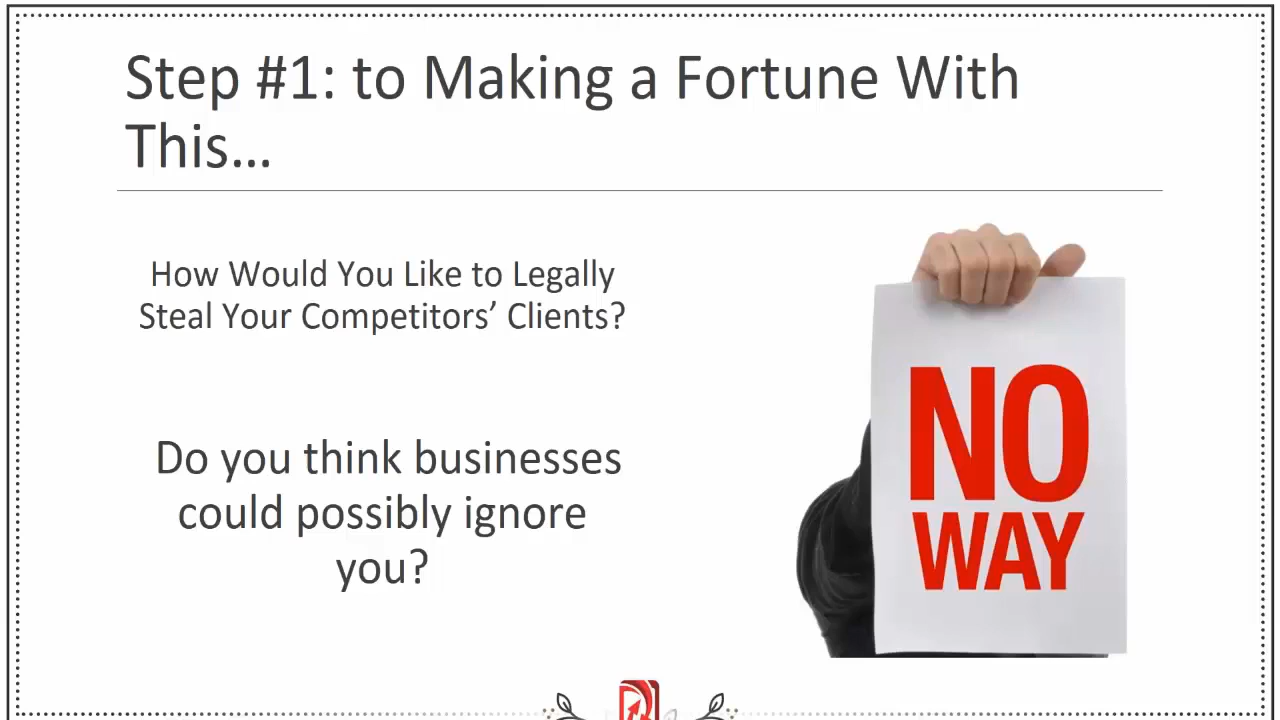 Step #1: to Making a Fortune With
This…
How Would You Like to Legally
Steal Your Competitors’ Clients?
Do you think businesses
could possibly ignore
you?
NO
WAY